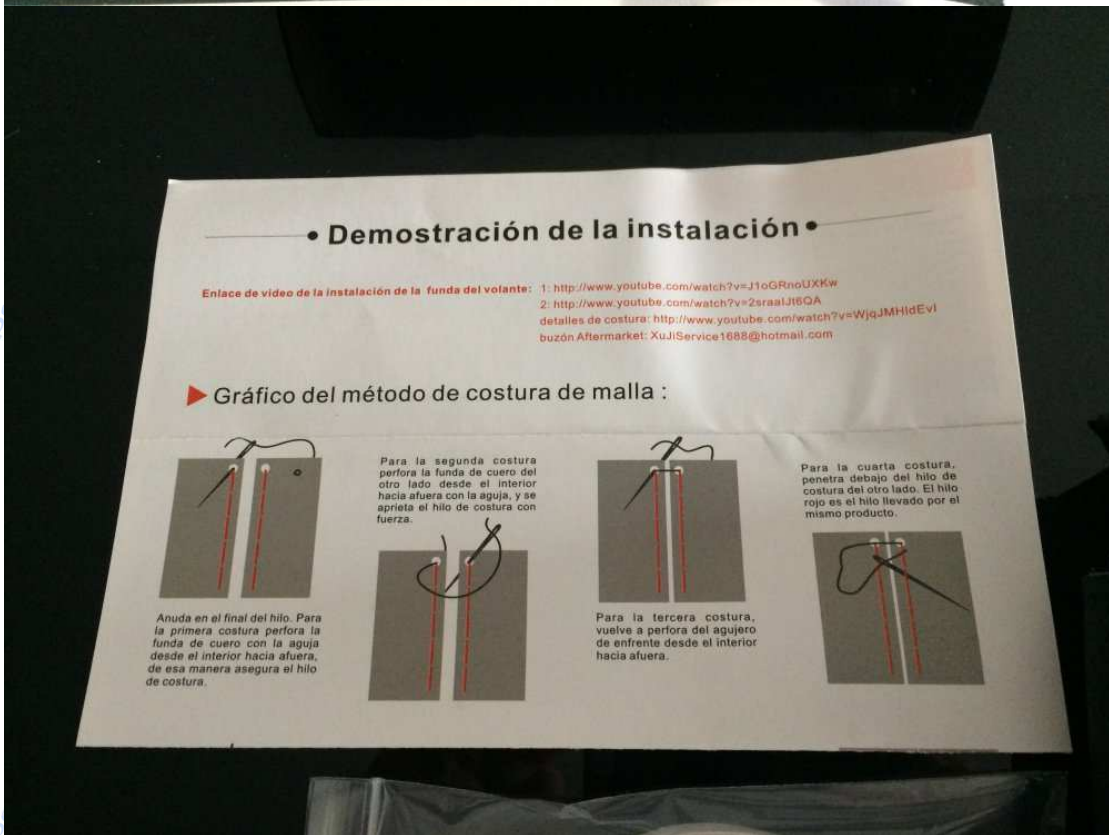 • Demostración de la instalación •
Enlace de video de la instalación de la funda del volante: 1: http://www.youtube.com/watch?v=J1oGRnoUXKw
2: http://www.youtube.com/watch?v=2sraalJt6QA
detalles de costura: http://www.youtube.com/watch?v=WjqJMHIdEvI
buzón Aftermarket: XuJiService1688@hotmail.com
Gráfico del método de costura de malla :
Anuda en el final del hilo. Para
la primera costura perfora la
funda de cuero con la aguja
desde el interior hacia afuera,
de esa manera asegura el hilo
de costura.
Para la segunda costura
perfora la funda de cuero del
otro lado desde el interior
hacia afuera con la aguja, y se
aprieta el hilo de costura con
fuerza.
Para la tercera costura,
vuelve a perfora del agujero
de enfrente desde el interior
hacia afuera.
Para la cuarta costura,
penetra debajo del hilo de
costura del otro lado. El hilo
rojo es el hilo llevado por el
mismo producto.